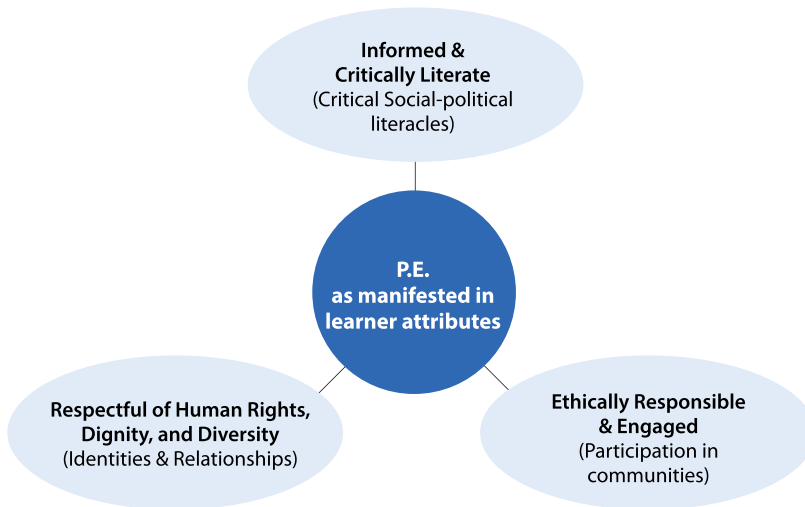 Informed &
Critically Literate
(Critical Social-political
literacles)
P.E.
as manifested in
learner attributes
Respectful of Human Rights,
Dignity, and Diversity
(Identities & Relationships)
Ethically Responsible
& Engaged
(Participation in
communities)